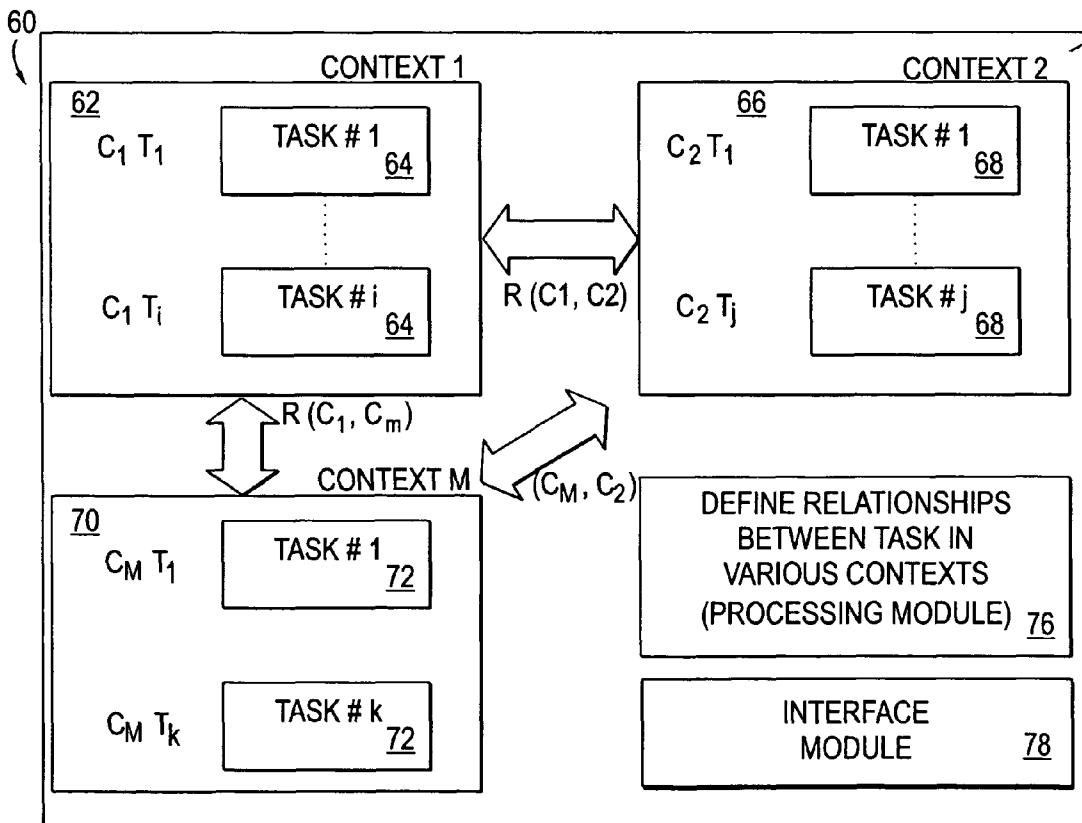 60
CONTEXT 1
62
C1 T1
TASK # 1
64
C1 Ti
TASK # i
64
CONTEXT 2
66
C2 T1
TASK # 1
68
C2 Tj
TASK # j
68
R (C1, C2)
R (C1, Cm)
(CM, C2)
CONTEXT M
70
CM T1
TASK # 1
72
CM Tk
TASK # k
72
DEFINE RELATIONSHIPS
BETWEEN TASK IN
VARIOUS CONTEXTS
(PROCESSING MODULE)
76
INTERFACE
MODULE
78